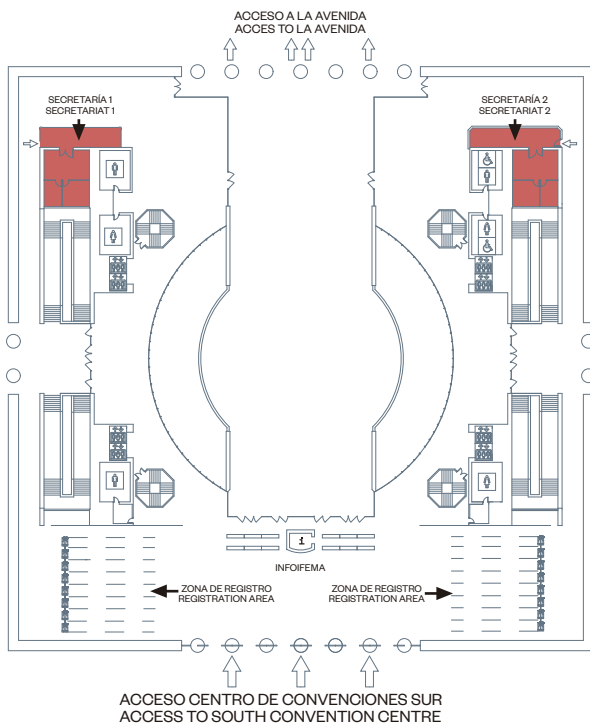 ACCESO A LA AVENIDA
ACCES TO LA AVENIDA
SECRETARÍA 1
SECRETARIAT 1
SECRETARÍA 2
SECRETARIAT 2
i
INFOIFEMA
ZONA DE REGISTRO
REGISTRATION AREA
ZONA DE REGISTRO
REGISTRATION AREA
ACCESO CENTRO DE CONVENCIONES SUR
ACCESS TO SOUTH CONVENTION CENTRE